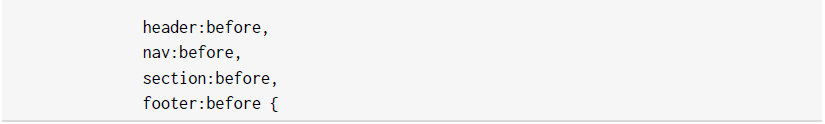 header:before,
nav:before,
section:before,
footer:before {